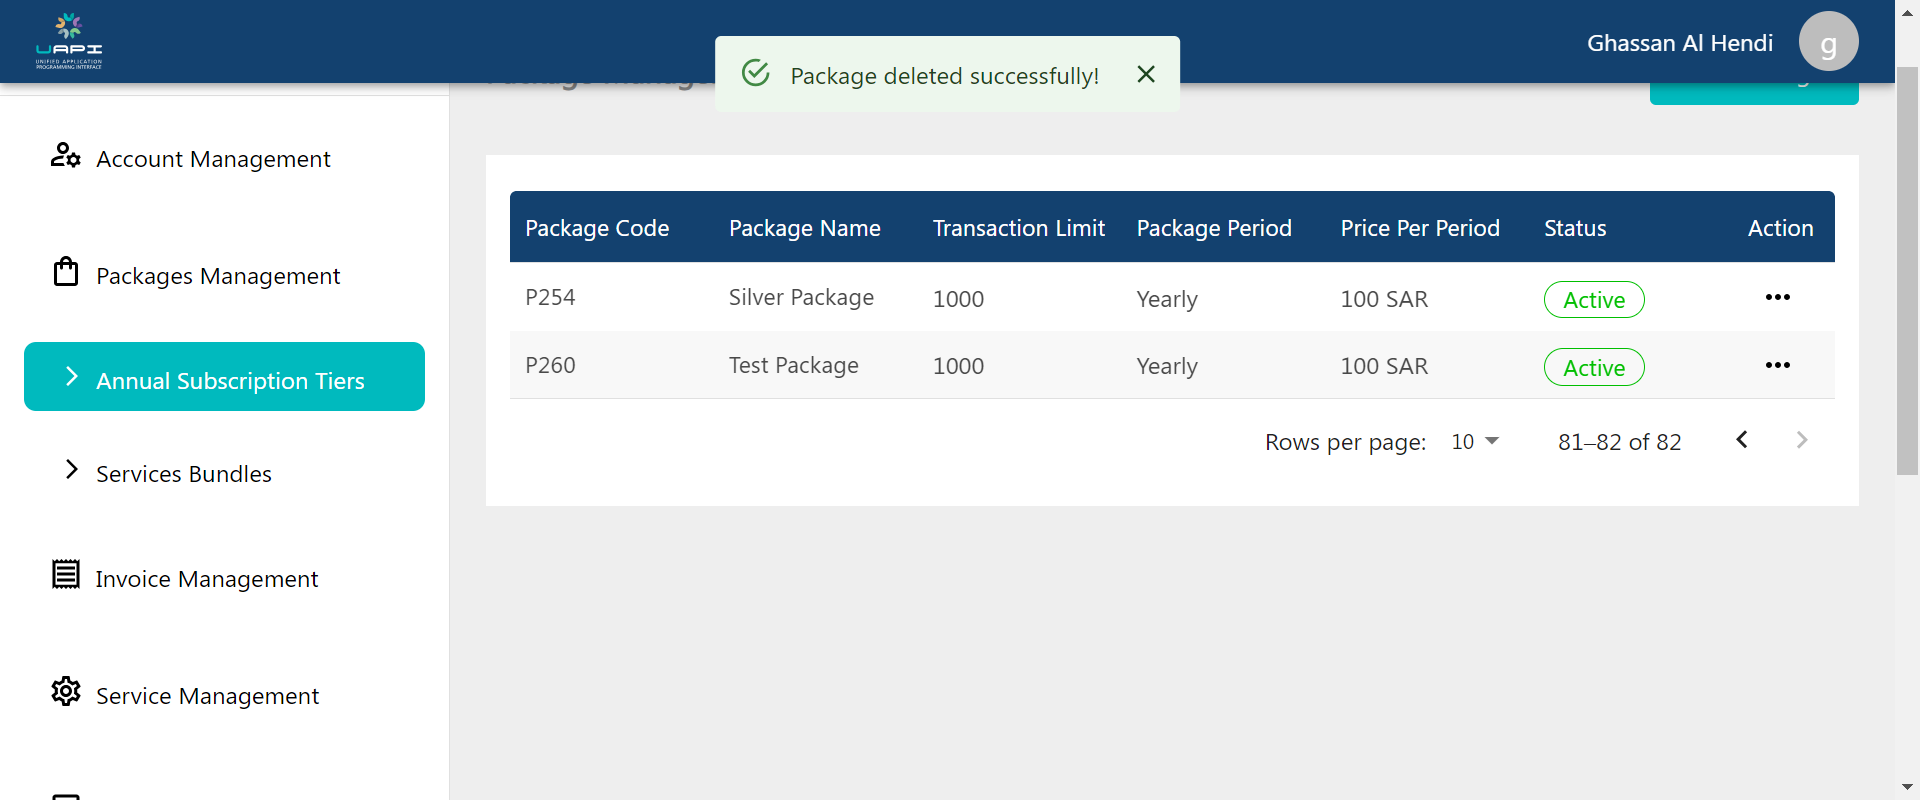 UAPI
UNIFIED APPLICATION
PROGRAMMING INTERFACE
Package deleted successfully!
Ghassan Al Hendi
g
Account Management
Packages Management
Annual Subscription Tiers
Services Bundles
Invoice Management
Service Management
Package Code Package Name Transaction Limit Package Period Price Per Period Status Action
P254 Silver Package 1000 Yearly 100 SAR Active •••
P260 Test Package 1000 Yearly 100 SAR Active •••
Rows per page: 10 81–82 of 82